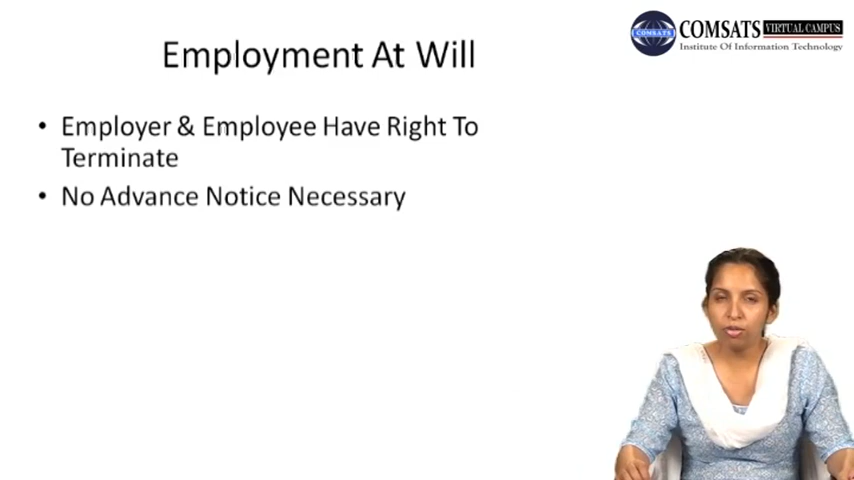 COMSATS VIRTUAL CAMPUS
Institute Of Information Technology
COMSATS
Employment At Will
• Employer & Employee Have Right To
Terminate
• No Advance Notice Necessary